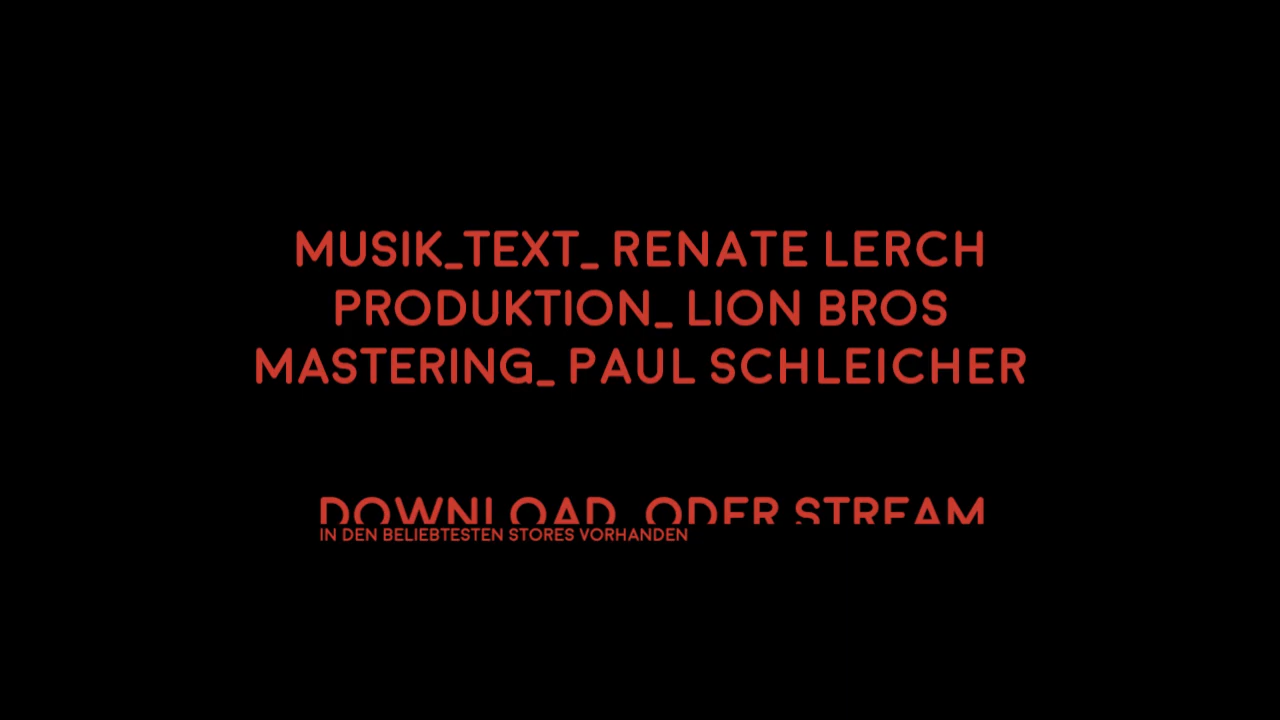 MUSIK_TEXT_ RENATE LERCH
PRODUKTION_ LION BROS
MASTERING_ PAUL SCHLEICHER
DOWNLOAD ODER STREAM
IN DEN BELIEBTESTEN STORES VORHANDEN